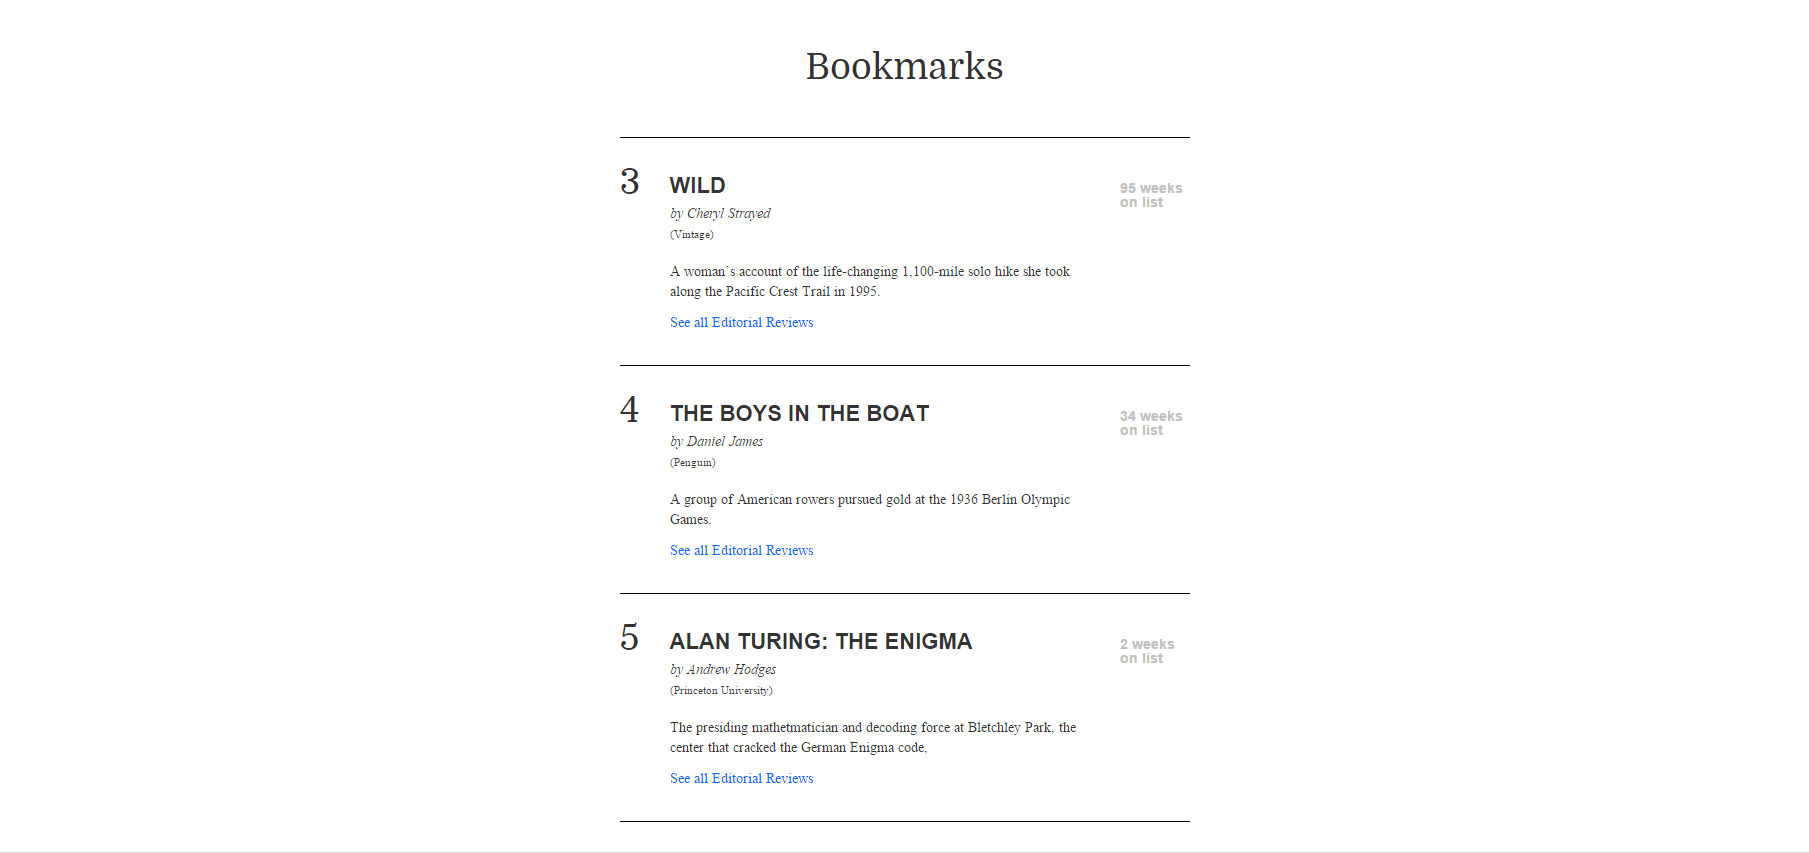 Bookmarks
3
WILD
95 weeks
on list
by Cheryl Strayed
(Vintage)
A woman's account of the life-changing 1,100-mile solo hike she took
along the Pacific Crest Trail in 1995.
See all Editorial Reviews
4
THE BOYS IN THE BOAT
34 weeks
on list
by Daniel James
(Penguin)
A group of American rowers pursued gold at the 1936 Berlin Olympic
Games.
See all Editorial Reviews
5
ALAN TURING: THE ENIGMA
2 weeks
on list
by Andrew Hodges
(Princeton University)
The presiding mathetmatician and decoding force at Bletchley Park, the
center that cracked the German Enigma code,
See all Editorial Reviews